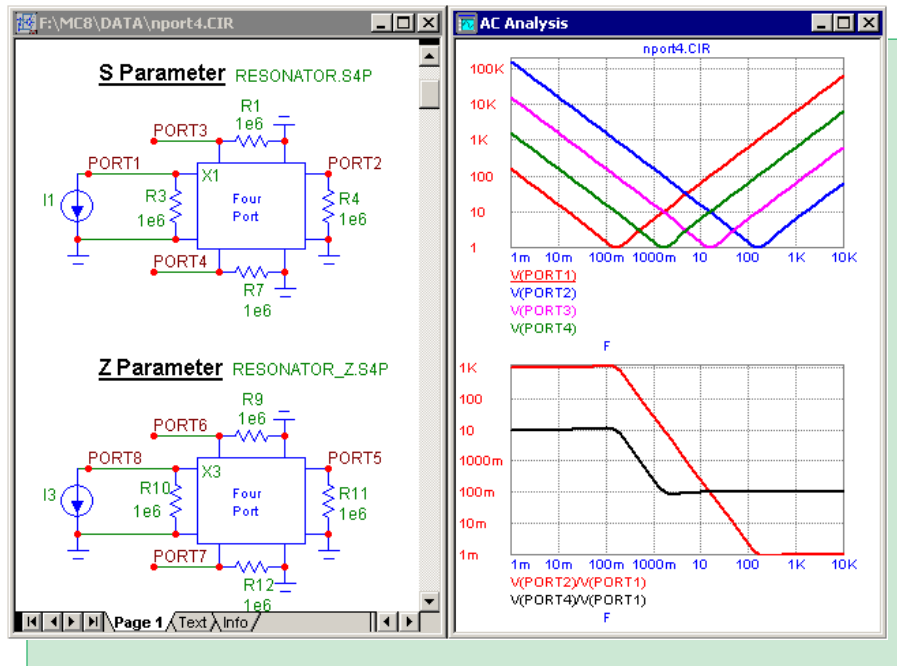 F:\MC8\DATA\nport4.CIR
S Parameter RESONATOR.S4P
R1
1e6
PORT3
PORT1
PORT2
X1
I1
R3
1e6
Four
Port
R4
1e6
PORT4
R7
1e6
Z Parameter RESONATOR_Z.S4P
R9
1e6
PORT6
PORT8
PORT5
X3
I3
R10
1e6
Four
Port
R11
1e6
PORT7
R12
1e6
Page 1 Text Info
AC Analysis
nport4.CIR
100K
10K
1K
100
10
1
1m 10m 100m 1000m 10 100 1K 10K
V(PORT1)
V(PORT2)
V(PORT3)
V(PORT4)
F
1K
100
10
1000m
100m
10m
1m
1m 10m 100m 1000m 10 100 1K 10K
V(PORT2)/V(PORT1)
V(PORT4)/V(PORT1)
F